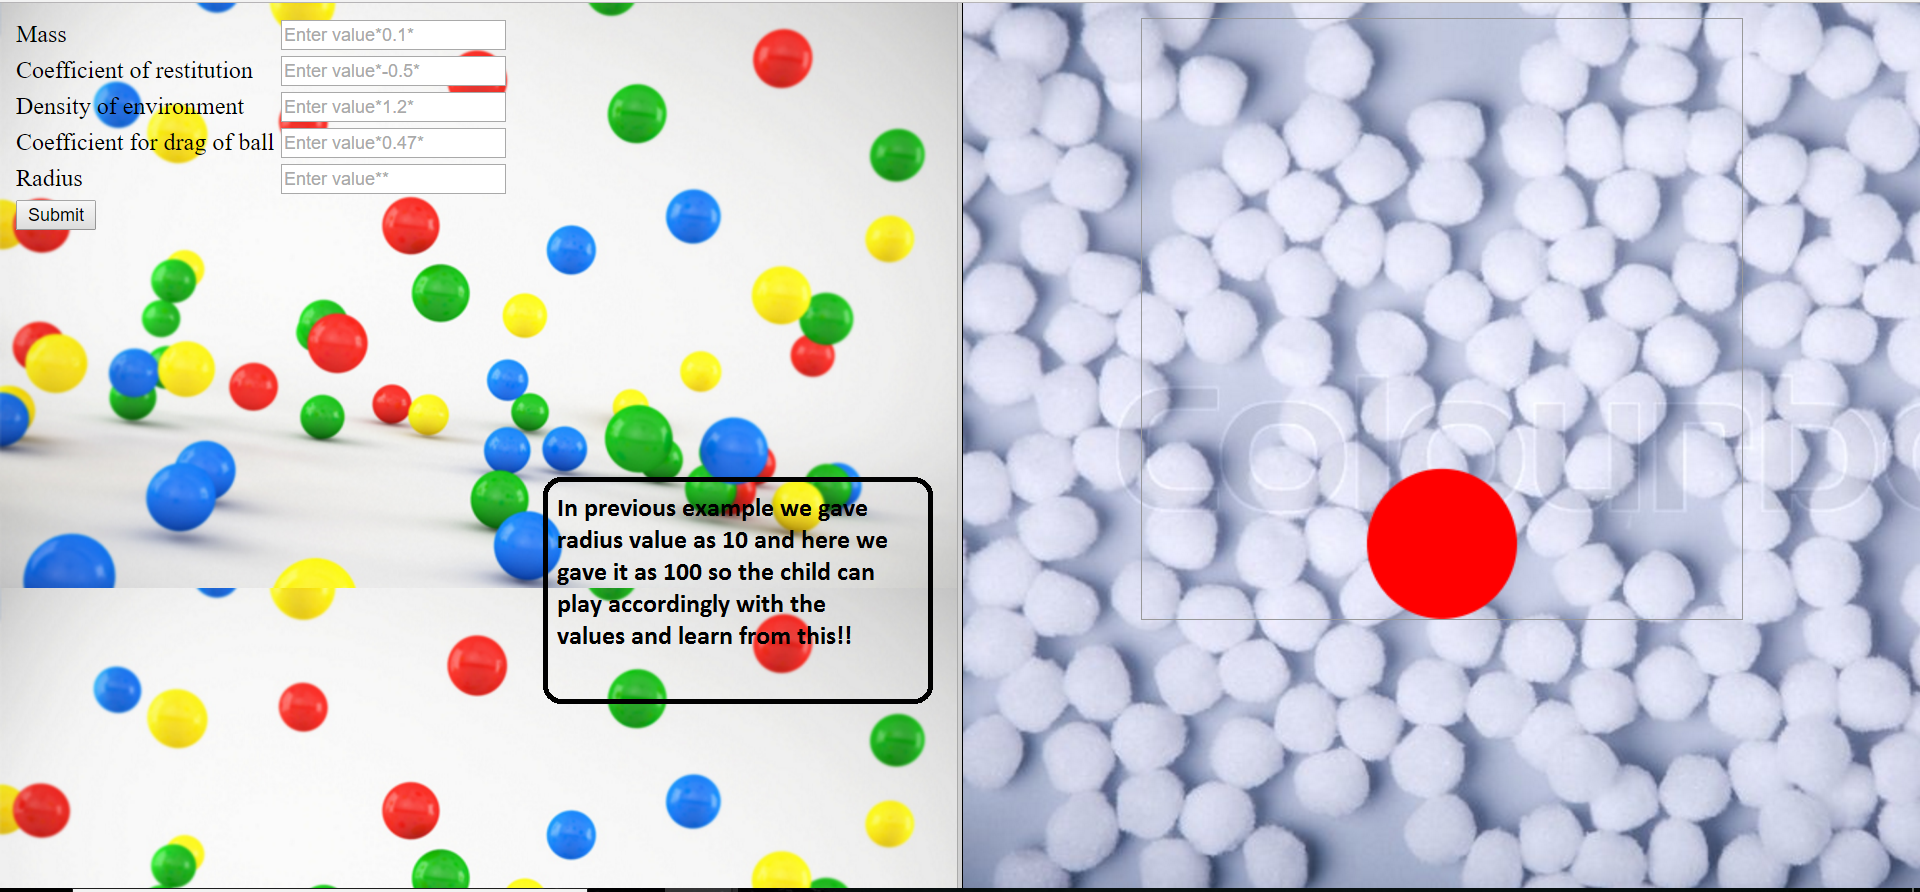 Mass Enter value*0.1*
Coefficient of restitution Enter value*-0.5*
Density of environment Enter value*1.2*
Coefficient for drag of ball Enter value*0.47*
Radius Enter value**
Submit
In previous example we gave
radius value as 10 and here we
gave it as 100 so the child can
play accordingly with the
values and learn from this!!